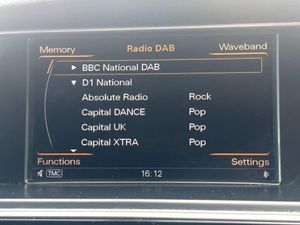 Memory Radio DAB Waveband
BBC National DAB
D1 National
Absolute Radio Rock
Capital DANCE Pop
Capital UK Pop
Capital XTRA Pop
Functions Settings
TMC 16:12